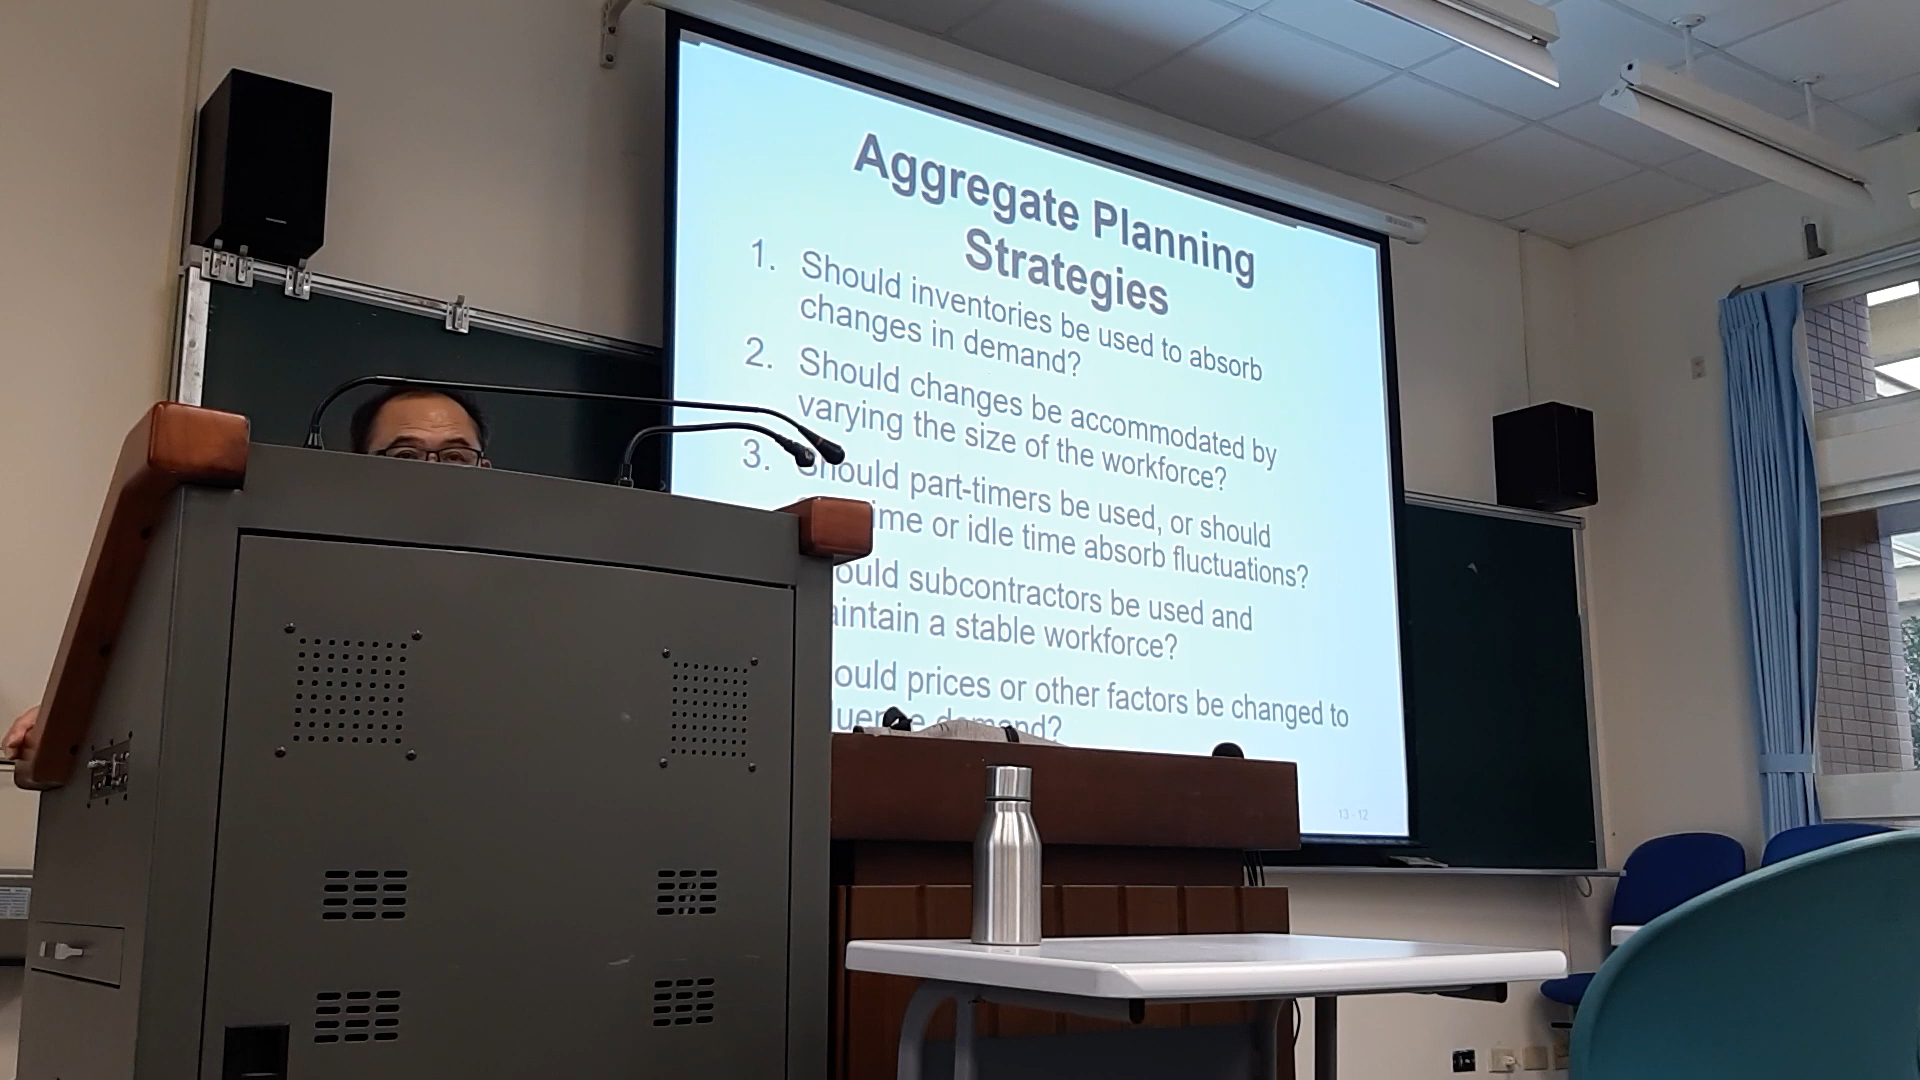 Aggregate Planning
Strategies
1. Should inventories be used to absorb
changes in demand?
2. Should changes be accommodated by
varying the size of the workforce?
3. Should part-timers be used, or should
ime or idle time absorb fluctuations?
ould subcontractors be used and
aintain a stable workforce?
ould prices or other factors be changed to
demand?
13 - 12